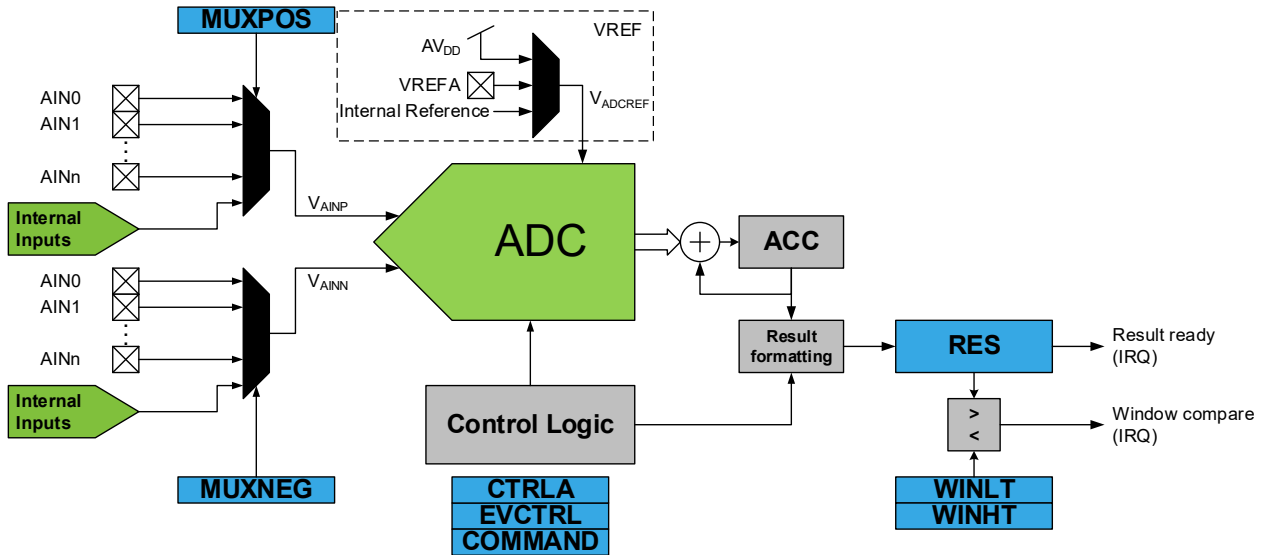 MUXPOS
VREF
AVDD
VREFA
Internal Reference
VADCREF
AIN0
AIN1
AINn
Internal
Inputs
VAINP
ADC
ACC
AIN0
AIN1
AINn
Internal
Inputs
VAINN
Result
formatting
RES
Result ready
(IRQ)
Control Logic
>
<
Window compare
(IRQ)
MUXNEG
CTRLA
EVCTRL
COMMAND
WINLT
WINHT